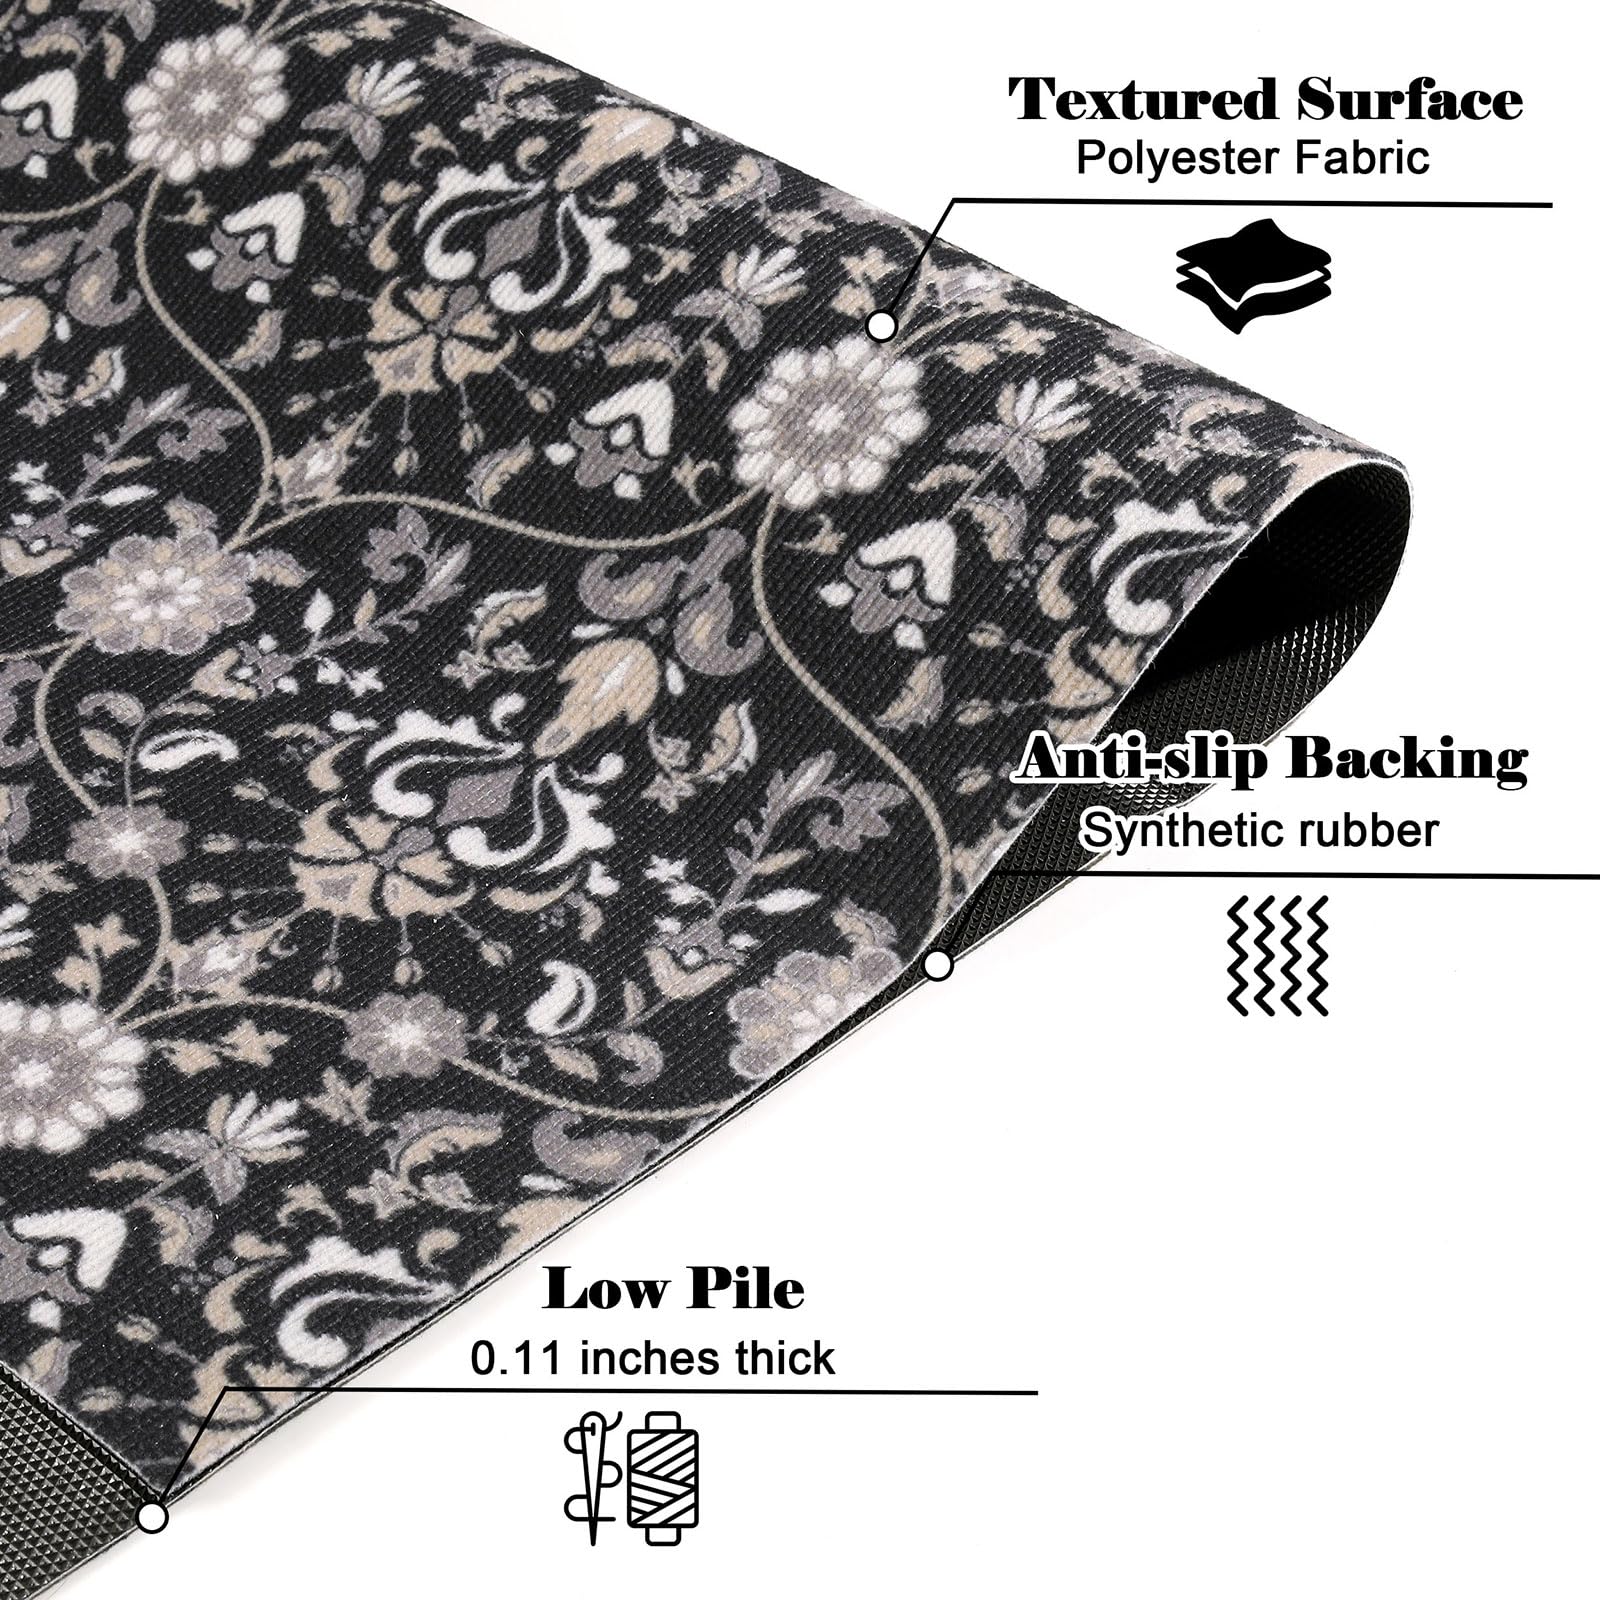 Textured Surface
Polyester Fabric
Anti-slip Backing
Synthetic rubber
Low Pile
0.11 inches thick